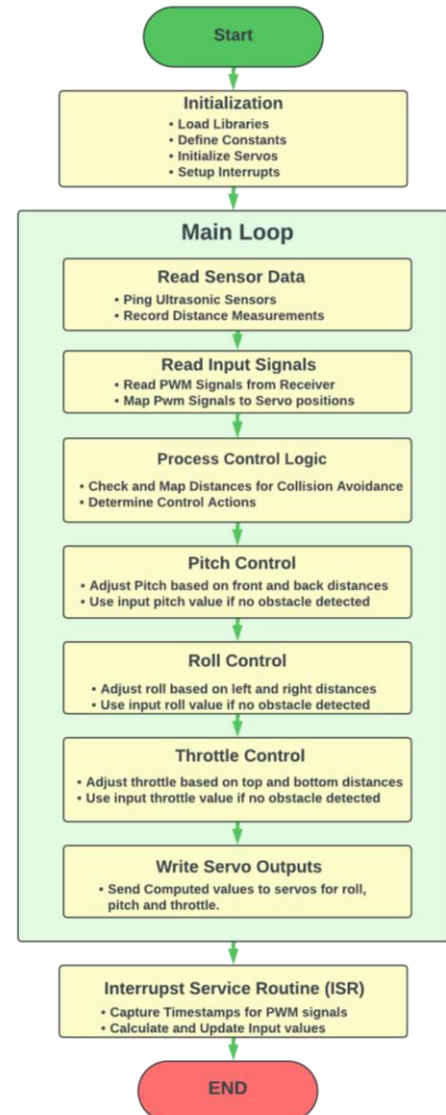 Start
Initialization
• Load Libraries
• Define Constants
• Initialize Servos
• Setup Interrupts
Main Loop
Read Sensor Data
• Ping Ultrasonic Sensors
• Record Distance Measurements
Read Input Signals
• Read PWM Signals from Receiver
• Map Pwm Signals to Servo positions
Process Control Logic
• Check and Map Distances for Collision Avoidance
• Determine Control Actions
Pitch Control
• Adjust Pitch based on front and back distances
• Use input pitch value if no obstacle detected
Roll Control
• Adjust roll based on left and right distances
• Use input roll value if no obstacle detected
Throttle Control
• Adjust throttle based on top and bottom distances
• Use input throttle value if no obstacle detected
Write Servo Outputs
• Send Computed values to servos for roll,
pitch and throttle.
Interrupst Service Routine (ISR)
• Capture Timestamps for PWM signals
• Calculate and Update Input values
END